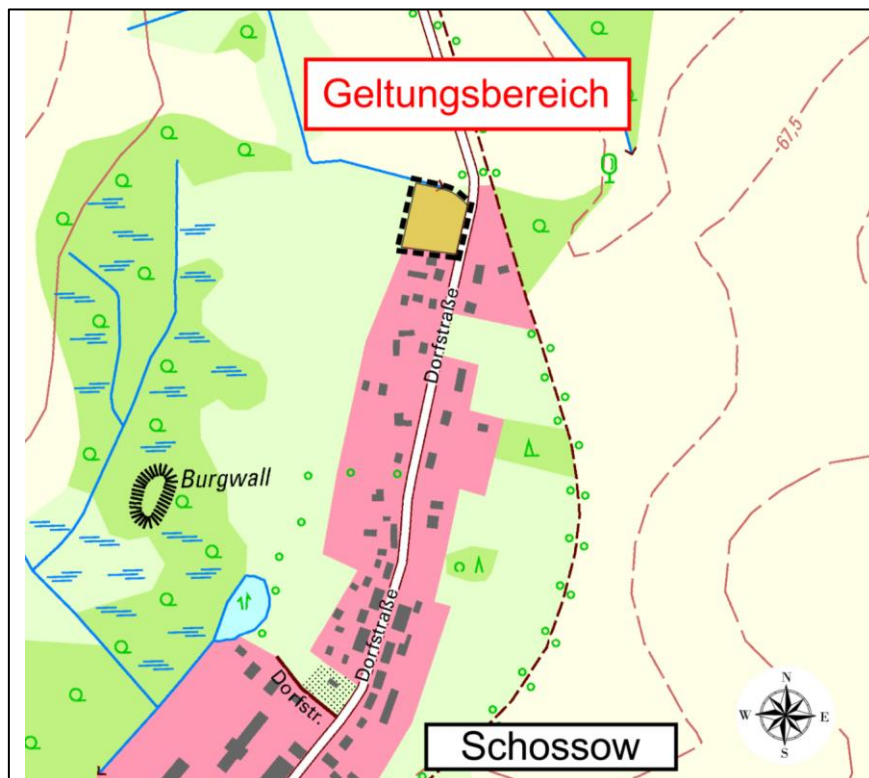 Geltungsbereich
67,5
Dorfstraße
Burgwall
Dorfstraße
Dorfstr.
Schossow
N
W E
S